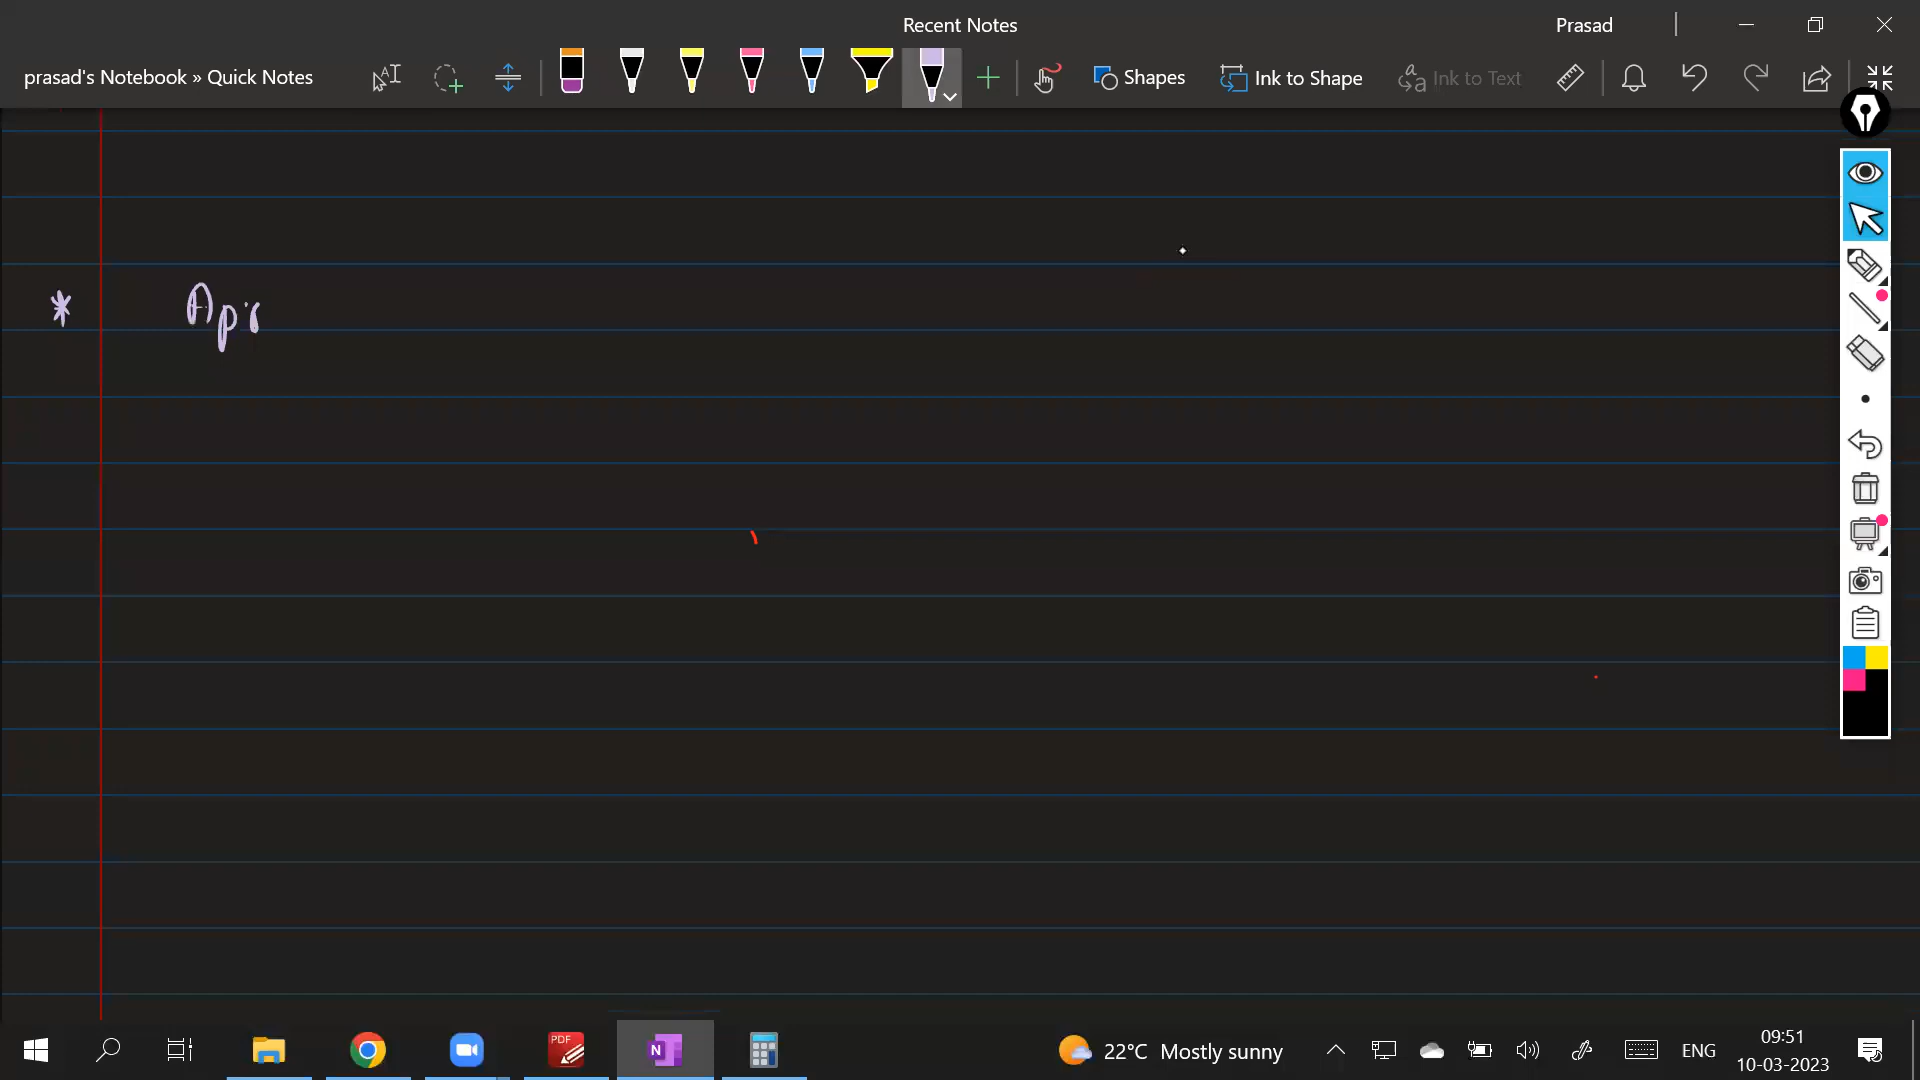 Recent Notes
Prasad
prasad's Notebook » Quick Notes
Shapes
Ink to Shape
Ink to Text
* Apr
PDF
N
22°C Mostly sunny
ENG
09:51
10-03-2023